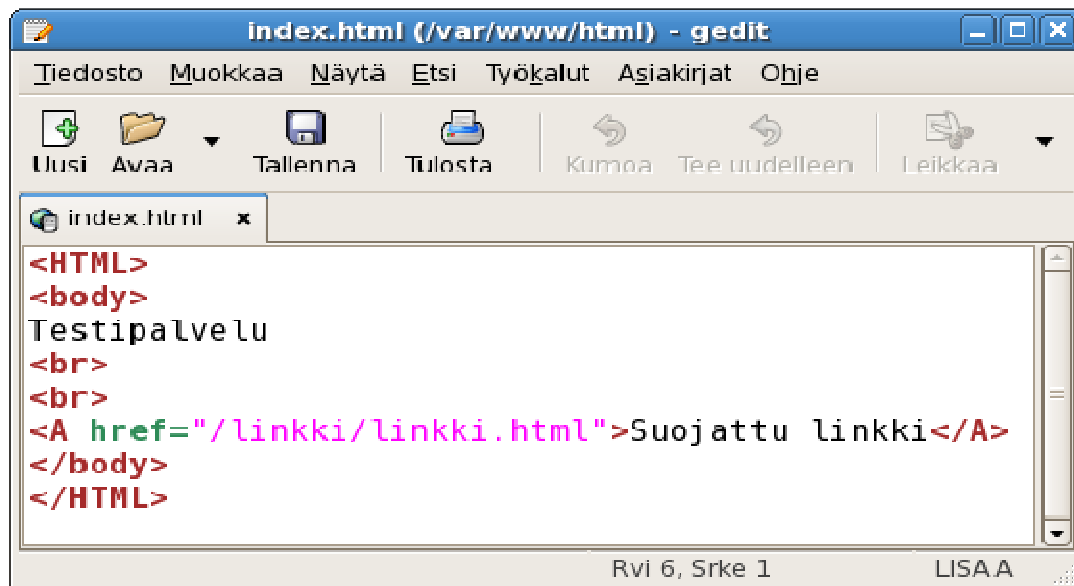 index.html (/var/www/html) - gedit
Tiedosto Muokkaa Näytä Etsi Työkalut Asiakirjat Ohje
Uusi Avaa Tallenna Tulosta Kumoa Tee uudelleen Leikkaa
index.html
<HTML>
<body>
Testipalvelu
<br>
<br>
<A href="/linkki/linkki.html">Suojattu linkki</A>
</body>
</HTML>
Rvi 6, Srke 1 LISAA